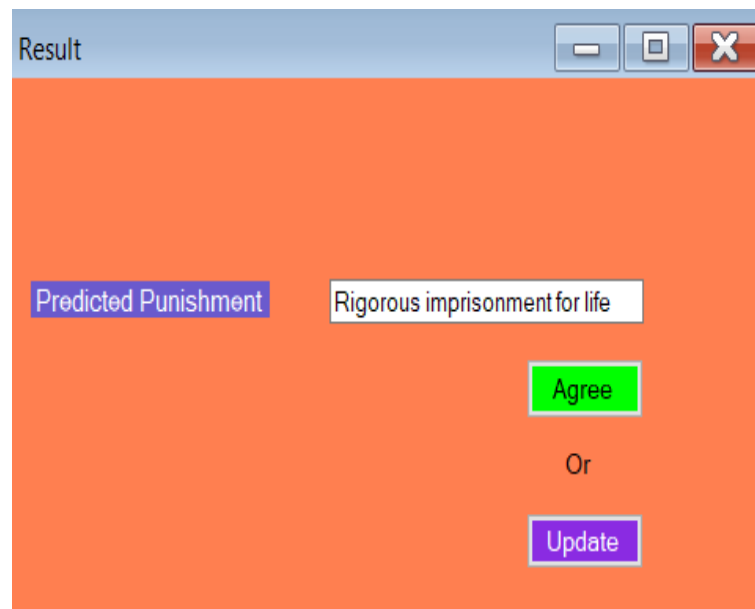 Result
Predicted Punishment Rigorous imprisonment for life
Agree
Or
Update